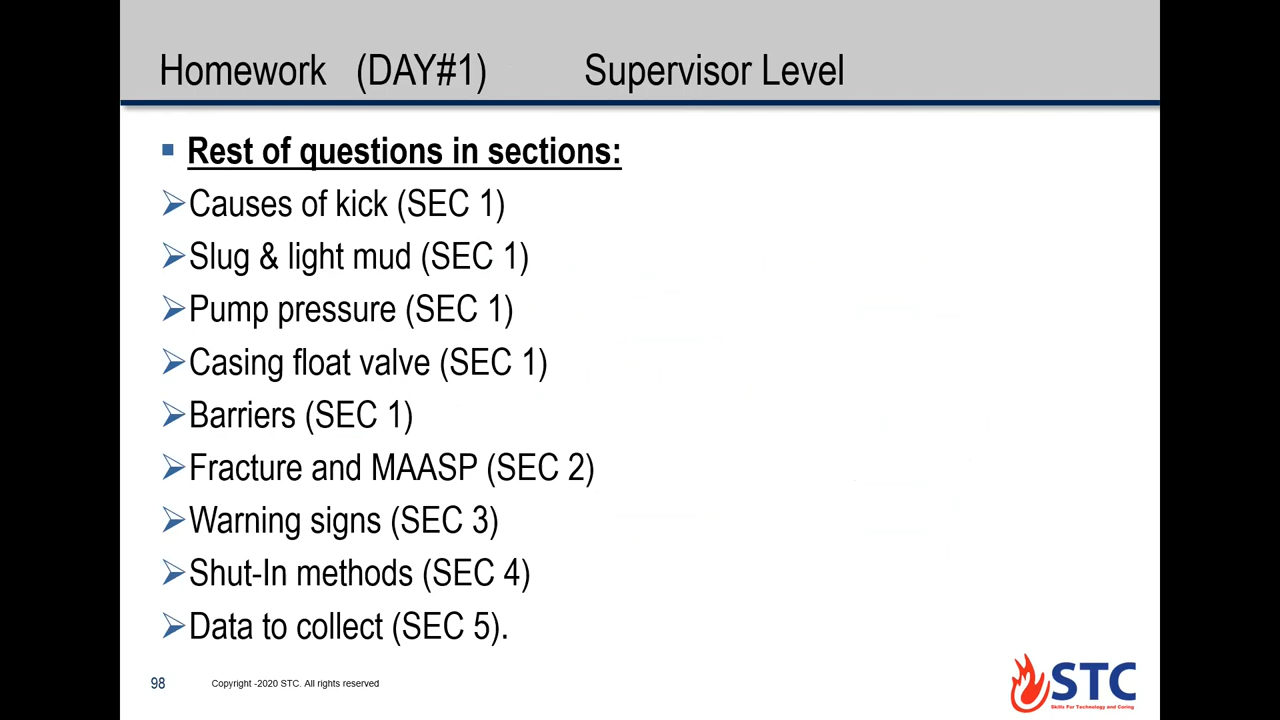 Homework (DAY#1) Supervisor Level
Rest of questions in sections:
Causes of kick (SEC 1)
Slug & light mud (SEC 1)
Pump pressure (SEC 1)
Casing float valve (SEC 1)
Barriers (SEC 1)
Fracture and MAASP (SEC 2)
Warning signs (SEC 3)
Shut-In methods (SEC 4)
Data to collect (SEC 5).
98 Copyright -2020 STC. All rights reserved
STC
Skills For Technology and Caring